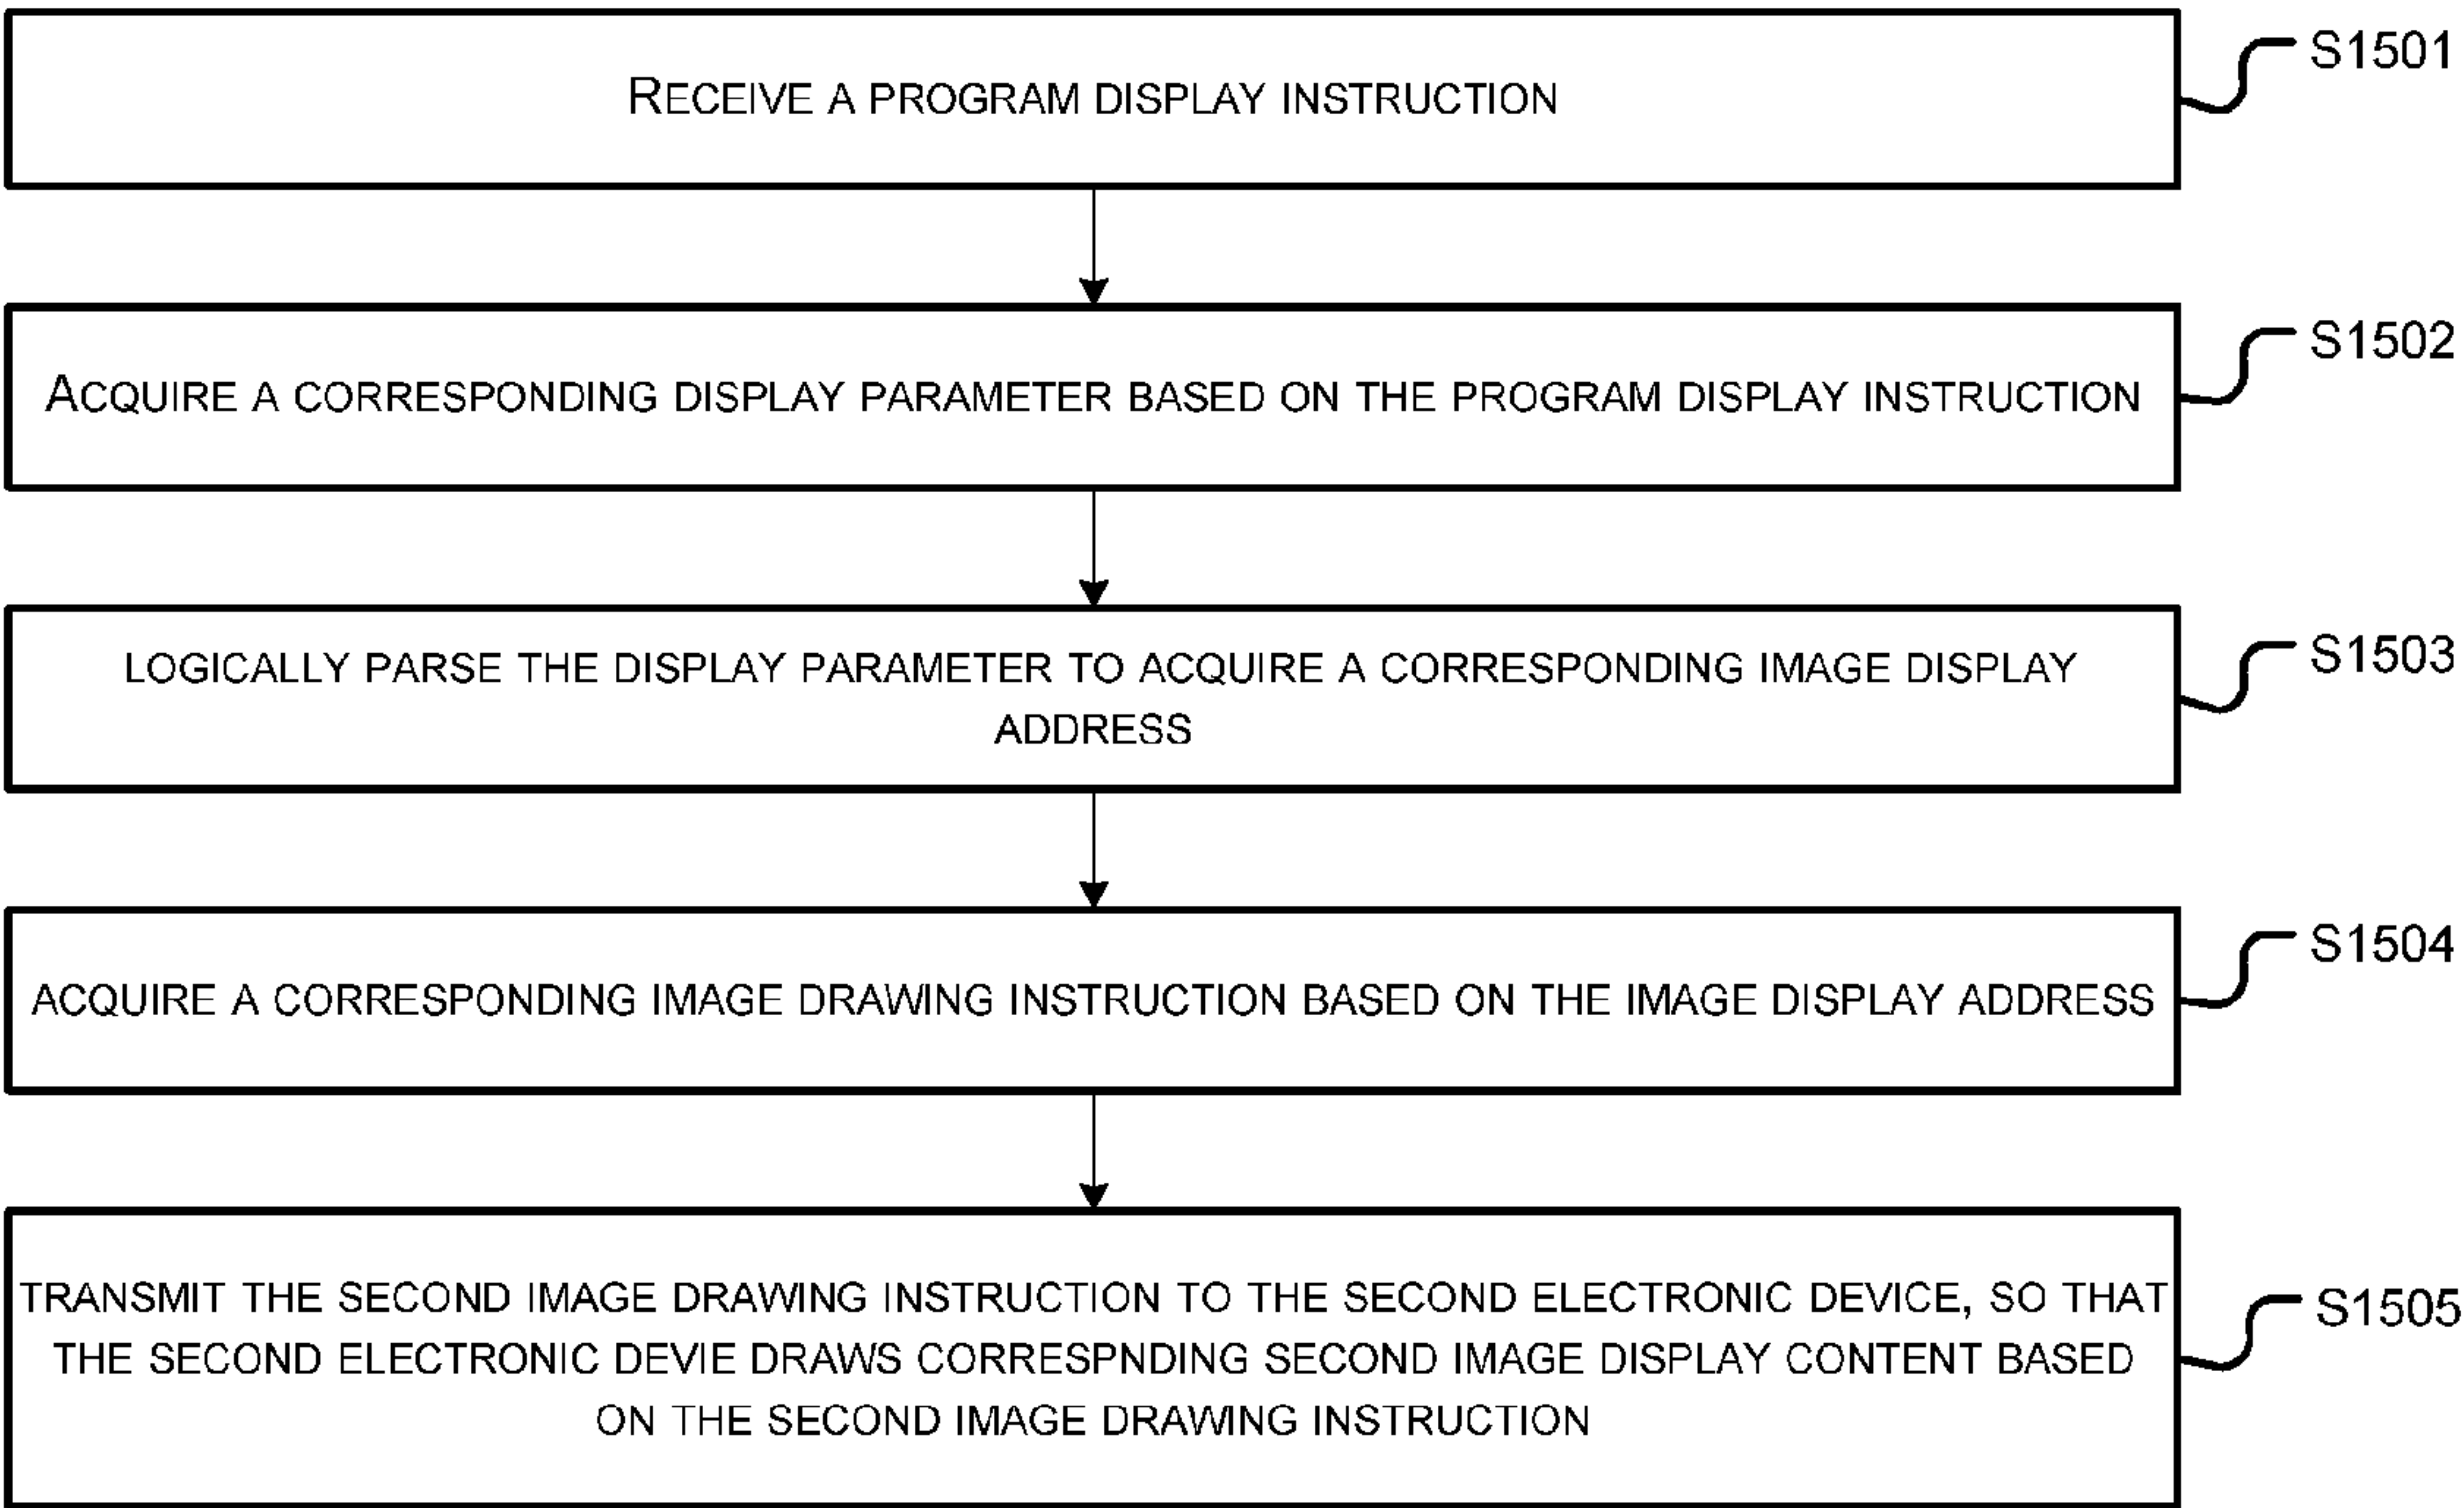 RECEIVE A PROGRAM DISPLAY INSTRUCTION
S1501
ACQUIRE A CORRESPONDING DISPLAY PARAMETER BASED ON THE PROGRAM DISPLAY INSTRUCTION
S1502
LOGICALLY PARSE THE DISPLAY PARAMETER TO ACQUIRE A CORRESPONDING IMAGE DISPLAY
ADDRESS
S1503
ACQUIRE A CORRESPONDING IMAGE DRAWING INSTRUCTION BASED ON THE IMAGE DISPLAY ADDRESS
S1504
TRANSMIT THE SECOND IMAGE DRAWING INSTRUCTION TO THE SECOND ELECTRONIC DEVICE, SO THAT
THE SECOND ELECTRONIC DEVIE DRAWS CORRESPNDING SECOND IMAGE DISPLAY CONTENT BASED
ON THE SECOND IMAGE DRAWING INSTRUCTION
S1505